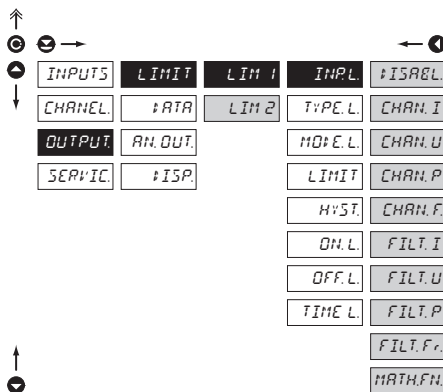 INPUTS LIMIT LIM 1 INP.L. DISABL.
CHANEL. DATA LIM 2 TYPE.L. CHAN. I
OUTPUT. AN. OUT. MODE.L. CHAN. U
SERVIC. DISP. LIMIT CHAN. P
HYST. CHAN. F.
ON. L. FILT. I
OFF. L. FILT. U
TIME L. FILT. P
FILT. Fr.
MATH.FN.